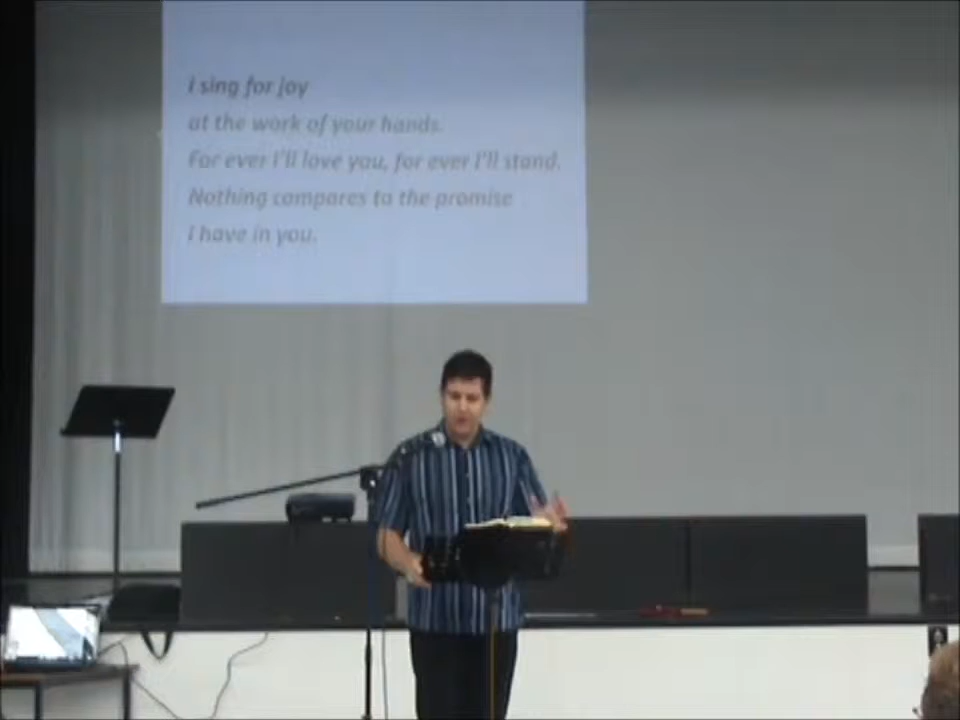 I sing for joy
at the work of your hands.
For ever I'll love you, for ever I'll stand.
Nothing compares to the promise
I have in you.